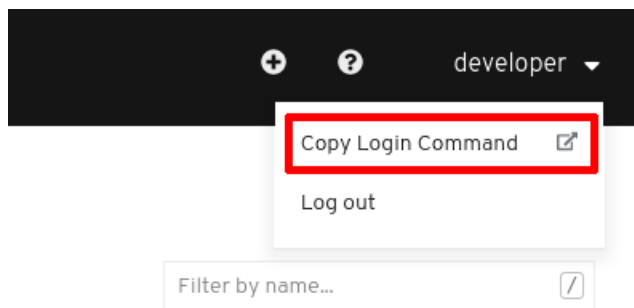 developer
Copy Login Command
Log out
Filter by name...
/